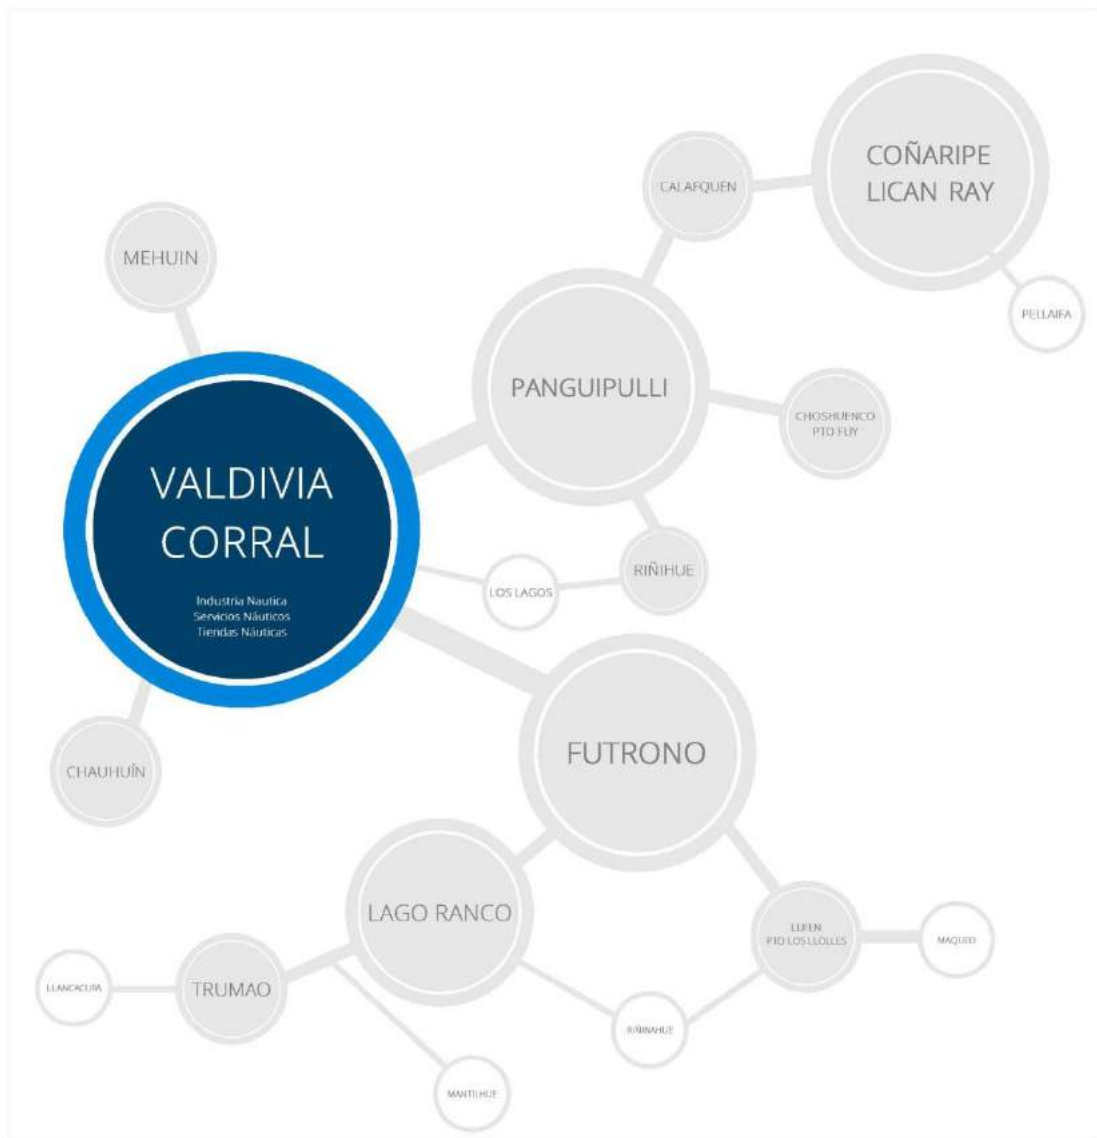 COÑARIPE
LICAN RAY
CALAFQUÉN
MEHUIN
PELLAIFA
PANGUIPULLI
CHOSHUENCO
PTO FUY
VALDIVIA
CORRAL
Industria Nautica
Servicios Náuticos
Tiendas Náuticas
RIÑIHUE
LOS LAGOS
FUTRONO
CHAUHUÍN
LAGO RANCO
LLIFEN
PTO LOS LLOLLES
MAQUEO
TRUMAO
LLANCACURA
RIÑINAHUE
MANTILHUE